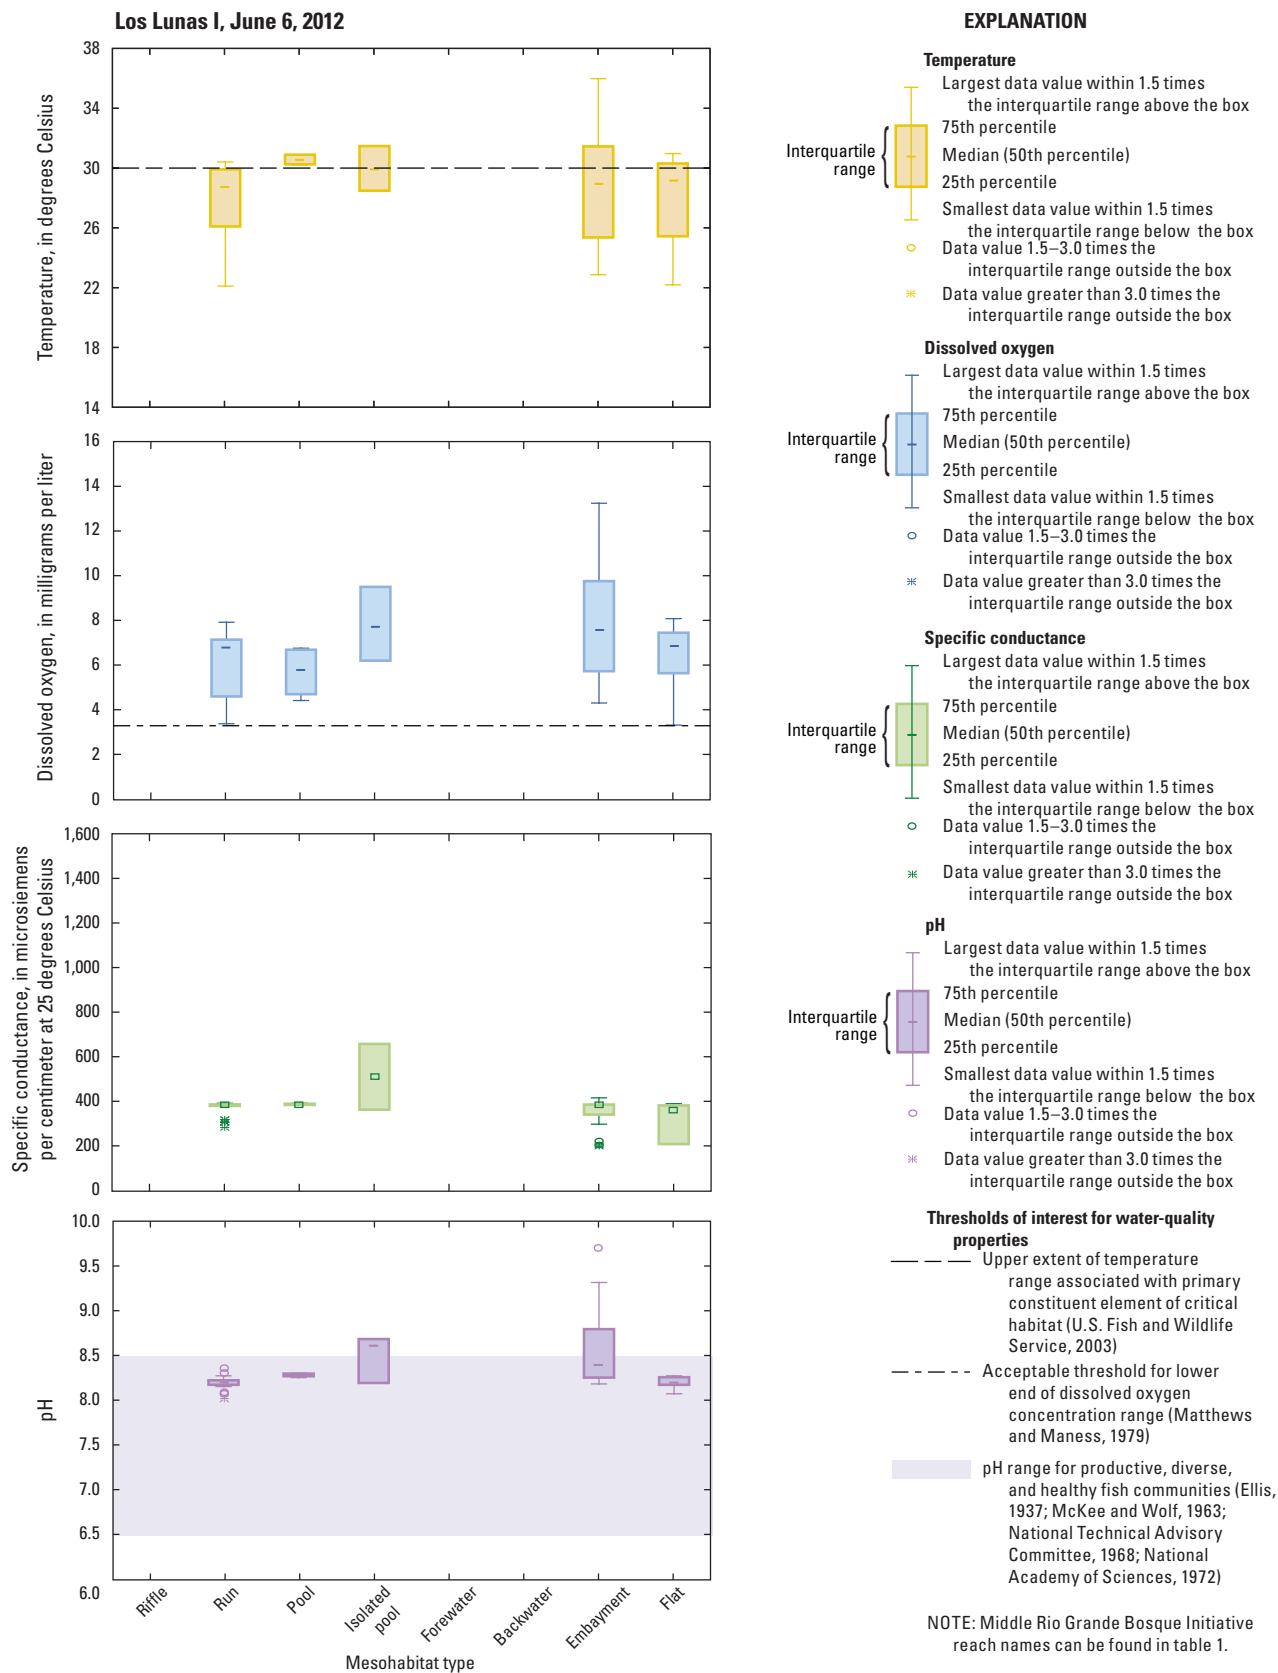 Los Lunas I, June 6, 2012
38
34
30
26
22
18
14
Temperature, in degrees Celsius
16
14
12
10
8
6
4
2
0
Dissolved oxygen, in milligrams per liter
1,600
1,400
1,200
1,000
800
600
400
200
0
Specific conductance, in microsiemens
per centimeter at 25 degrees Celsius
10.0
9.5
9.0
8.5
8.0
7.5
7.0
6.5
6.0
pH
Riffle
Run
Pool
Isolated
pool
Forewater
Backwater
Embayment
Flat
Mesohabitat type
EXPLANATION
Temperature
Largest data value within 1.5 times
the interquartile range above the box
75th percentile
Interquartile
range
Median (50th percentile)
25th percentile
Smallest data value within 1.5 times
the interquartile range below the box
Data value 1.5–3.0 times the
interquartile range outside the box
Data value greater than 3.0 times the
interquartile range outside the box
Dissolved oxygen
Largest data value within 1.5 times
the interquartile range above the box
75th percentile
Interquartile
range
Median (50th percentile)
25th percentile
Smallest data value within 1.5 times
the interquartile range below the box
Data value 1.5–3.0 times the
interquartile range outside the box
Data value greater than 3.0 times the
interquartile range outside the box
Specific conductance
Largest data value within 1.5 times
the interquartile range above the box
75th percentile
Interquartile
range
Median (50th percentile)
25th percentile
Smallest data value within 1.5 times
the interquartile range below the box
Data value 1.5–3.0 times the
interquartile range outside the box
Data value greater than 3.0 times the
interquartile range outside the box
pH
Largest data value within 1.5 times
the interquartile range above the box
75th percentile
Interquartile
range
Median (50th percentile)
25th percentile
Smallest data value within 1.5 times
the interquartile range below the box
Data value 1.5–3.0 times the
interquartile range outside the box
Data value greater than 3.0 times the
interquartile range outside the box
Thresholds of interest for water-quality
properties
Upper extent of temperature
range associated with primary
constituent element of critical
habitat (U.S. Fish and Wildlife
Service, 2003)
Acceptable threshold for lower
end of dissolved oxygen
concentration range (Matthews
and Maness, 1979)
pH range for productive, diverse,
and healthy fish communities (Ellis,
1937; McKee and Wolf, 1963;
National Technical Advisory
Committee, 1968; National
Academy of Sciences, 1972)
NOTE: Middle Rio Grande Bosque Initiative
reach names can be found in table 1.